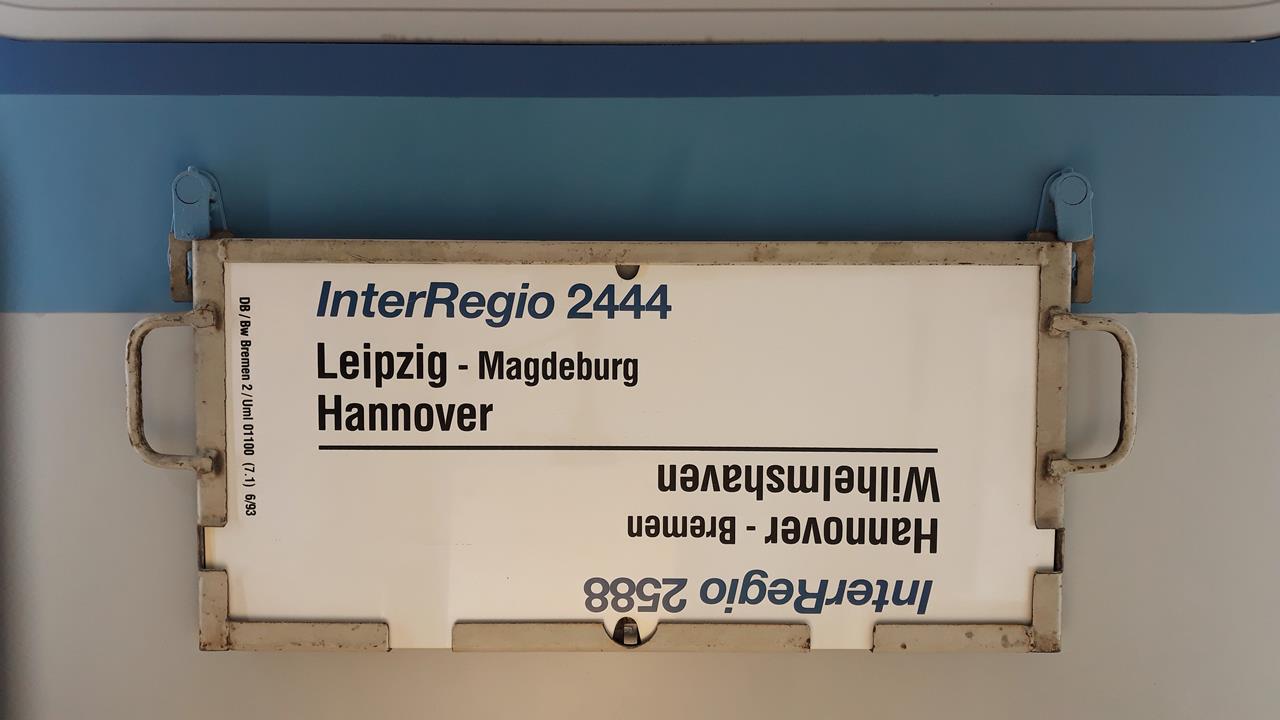 InterRegio 2444
Leipzig - Magdeburg
Hannover
InterRegio 2588
Hannover - Bremen
Wilhelmshaven
DB / Bw Bremen 2 / Uml 01100 (7.1) 6/93